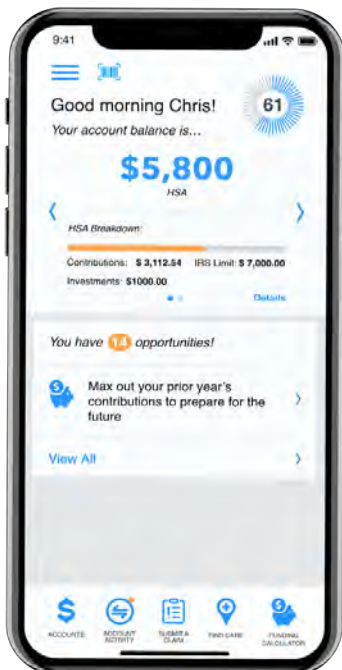 9:41
Good morning Chris!
61
Your account balance is...
$5,800
HSA
HSA Breakdown:
Contributions: $ 3,112.54 IRS Limit: $ 7,000.00
Investments: $1000.00
Details
You have 14 opportunities!
Max out your prior year's
contributions to prepare for the
future
View All
ACCOUNTS
ACCOUNT
ACTIVITY
SUBMIT A
CLAIM
FIND CARE
FUNDING
CALCULATOR